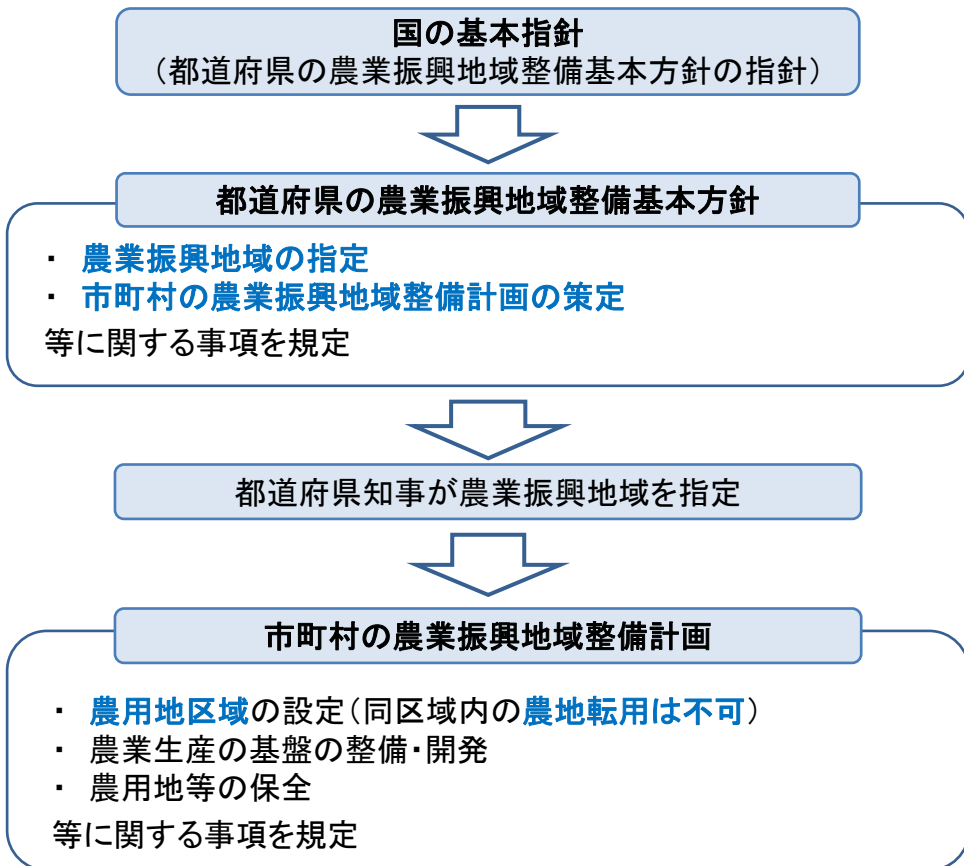 国の基本指針
（都道府県の農業振興地域整備基本方針の指針）
都道府県の農業振興地域整備基本方針
・ 農業振興地域の指定
・ 市町村の農業振興地域整備計画の策定
等に関する事項を規定
都道府県知事が農業振興地域を指定
市町村の農業振興地域整備計画
・ 農用地区域の設定（同区域内の農地転用は不可）
・ 農業生産の基盤の整備・開発
・ 農用地等の保全
等に関する事項を規定